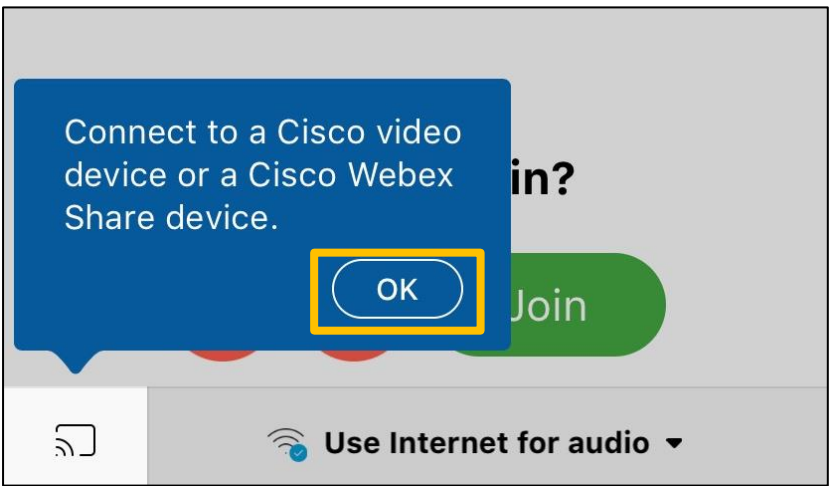 Connect to a Cisco video
device or a Cisco Webex
Share device.
in?
OK
Join
Use Internet for audio